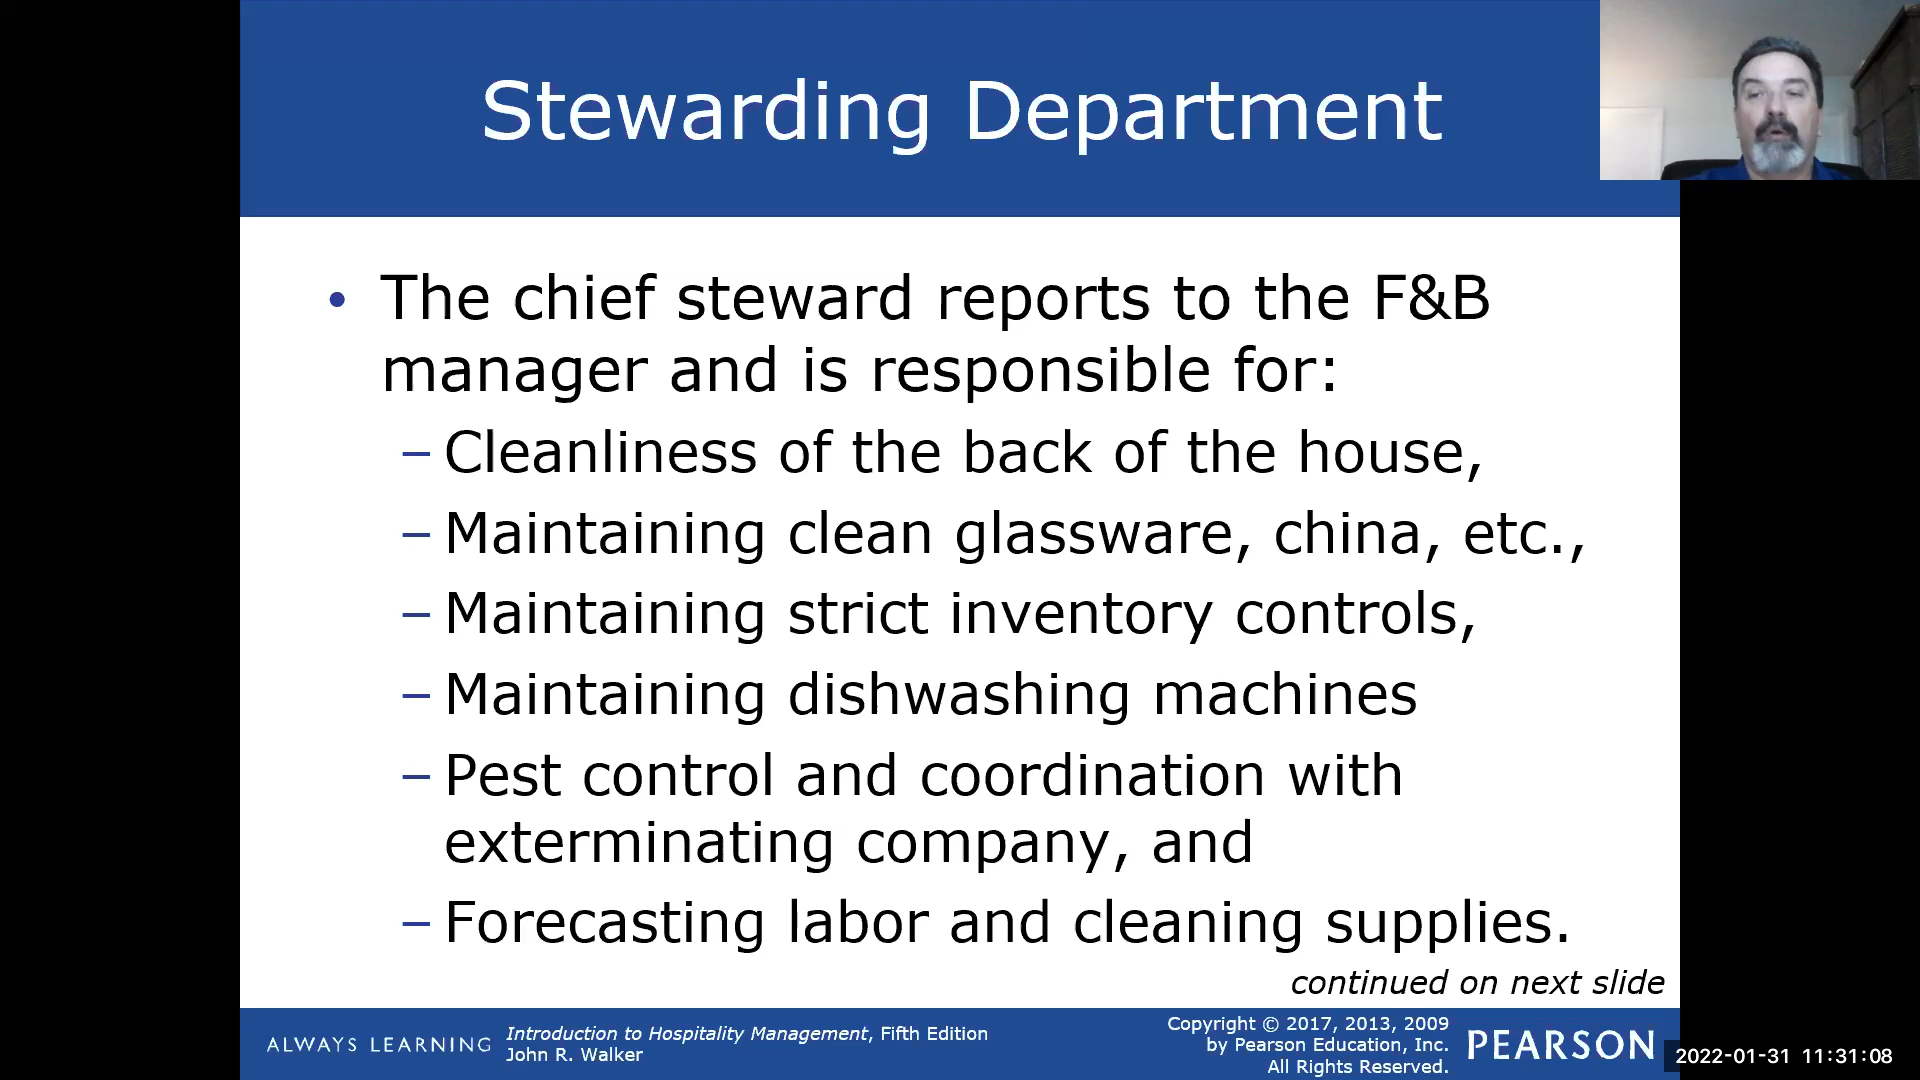 Stewarding Department
• The chief steward reports to the F&B
manager and is responsible for:
– Cleanliness of the back of the house,
– Maintaining clean glassware, china, etc.,
– Maintaining strict inventory controls,
– Maintaining dishwashing machines
– Pest control and coordination with
exterminating company, and
– Forecasting labor and cleaning supplies.
continued on next slide
ALWAYS LEARNING
Introduction to Hospitality Management, Fifth Edition
John R. Walker
Copyright © 2017, 2013, 2009
by Pearson Education, Inc.
All Rights Reserved.
PEARSON
2022-01-31 11:31:08